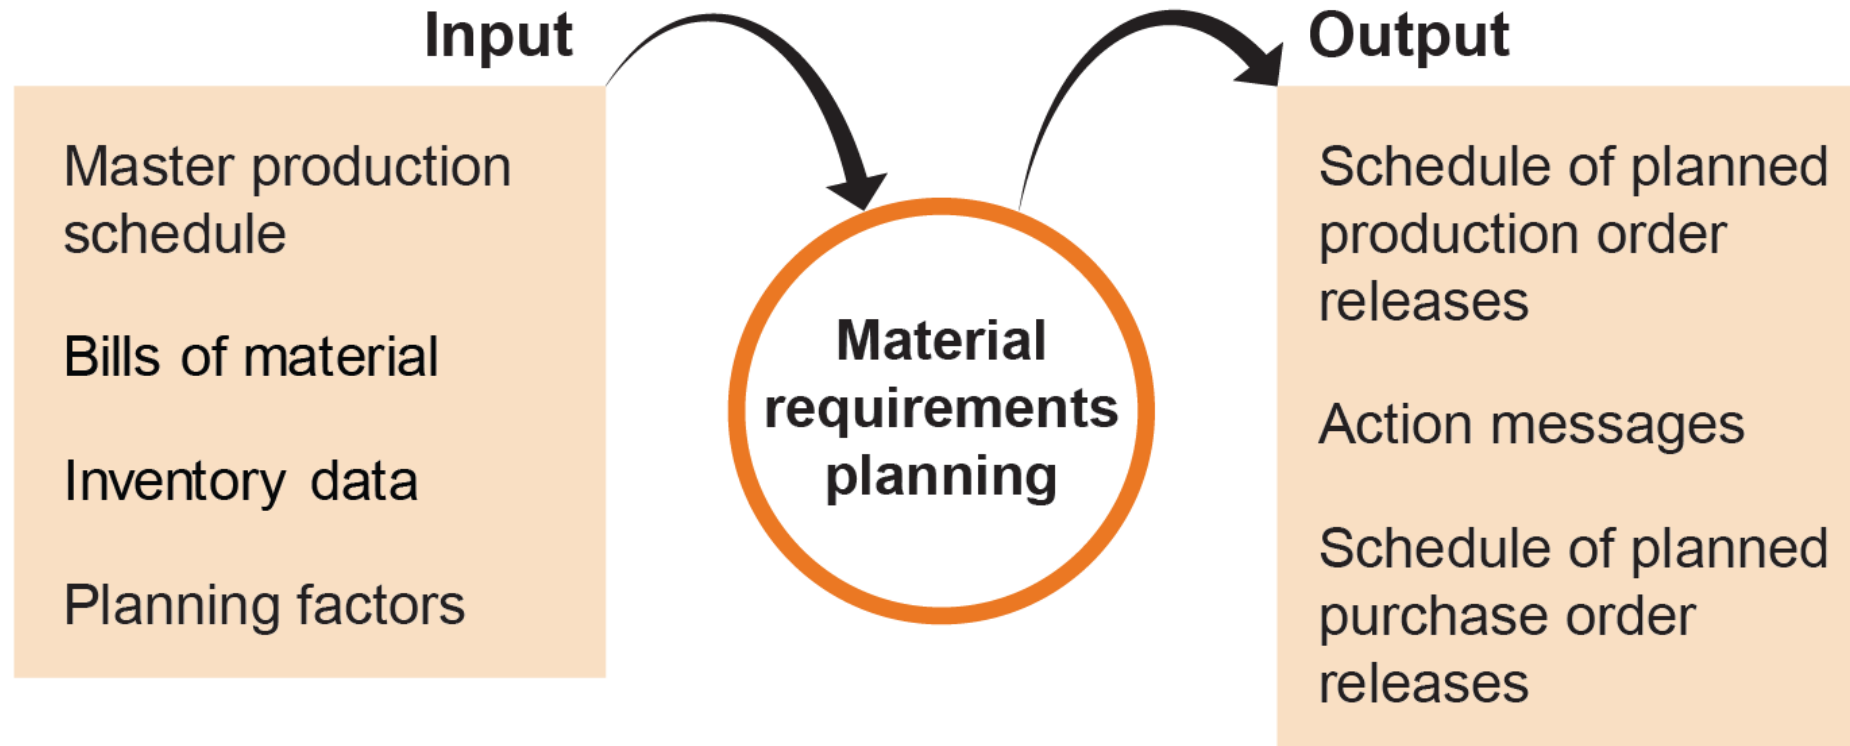 Input
Master production
schedule
Bills of material
Inventory data
Planning factors
Material
requirements
planning
Output
Schedule of planned
production order
releases
Action messages
Schedule of planned
purchase order
releases